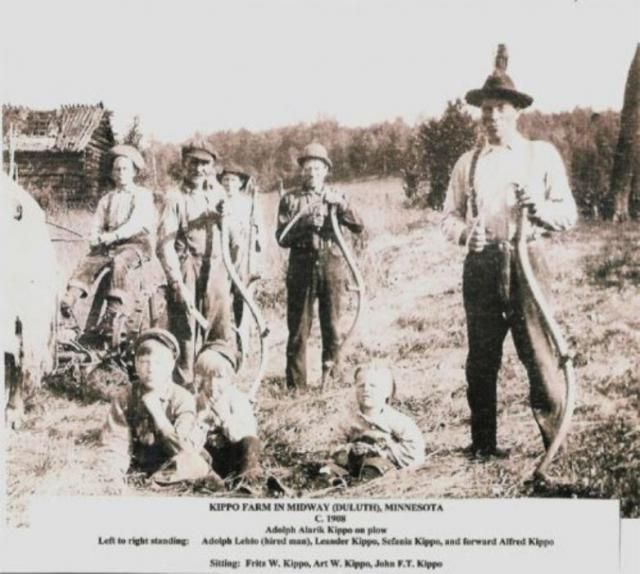 KIPPO FARM IN MIDWAY (DULUTH), MINNESOTA
C. 1908
Adolph Alarik Kippo on plow
Left to right standing: Adolph Lehto (hired man), Leander Kippo, Sefania Kippo, and forward Alfred Kippo
Sitting: Fritz W. Kippo, Art W. Kippo, John F.T. Kippo